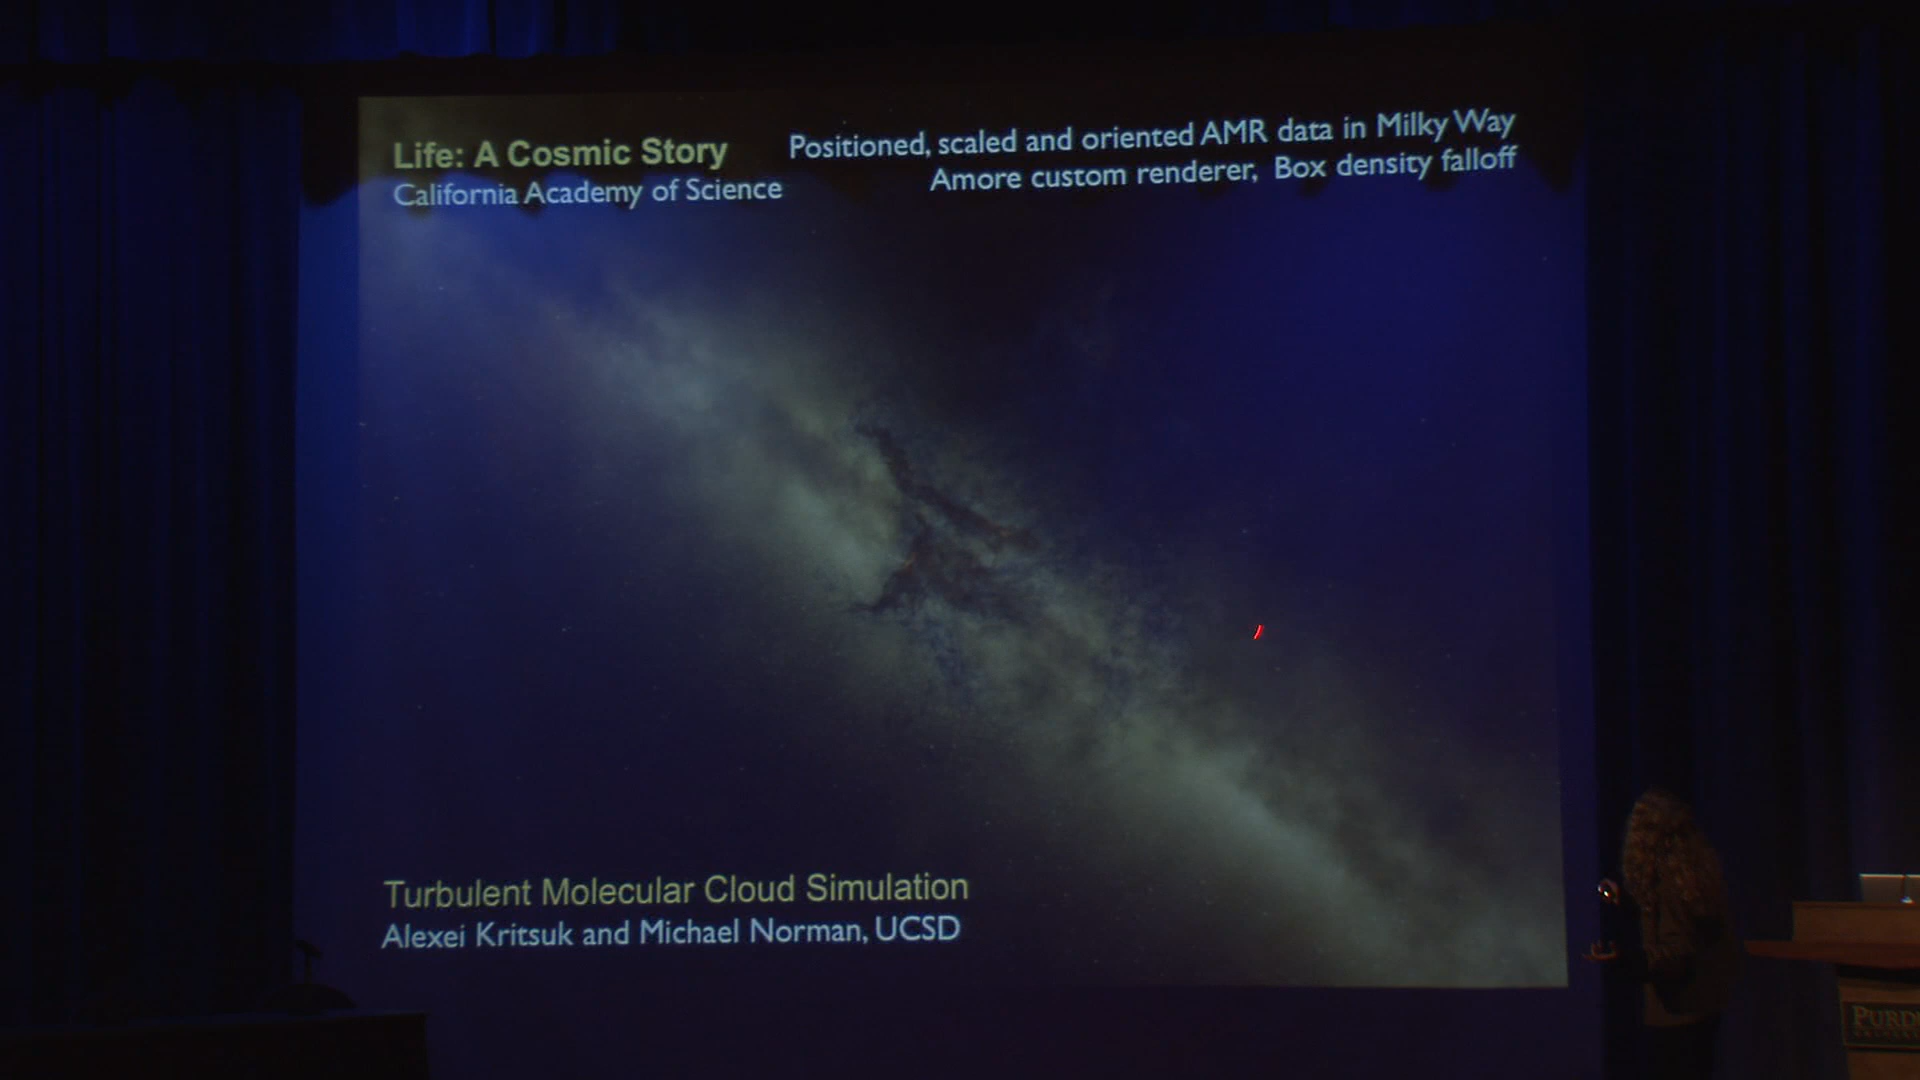 Life: A Cosmic Story
California Academy of Science
Positioned, scaled and oriented AMR data in Milky Way
Amore custom renderer, Box density falloff
Turbulent Molecular Cloud Simulation
Alexei Kritsuk and Michael Norman, UCSD